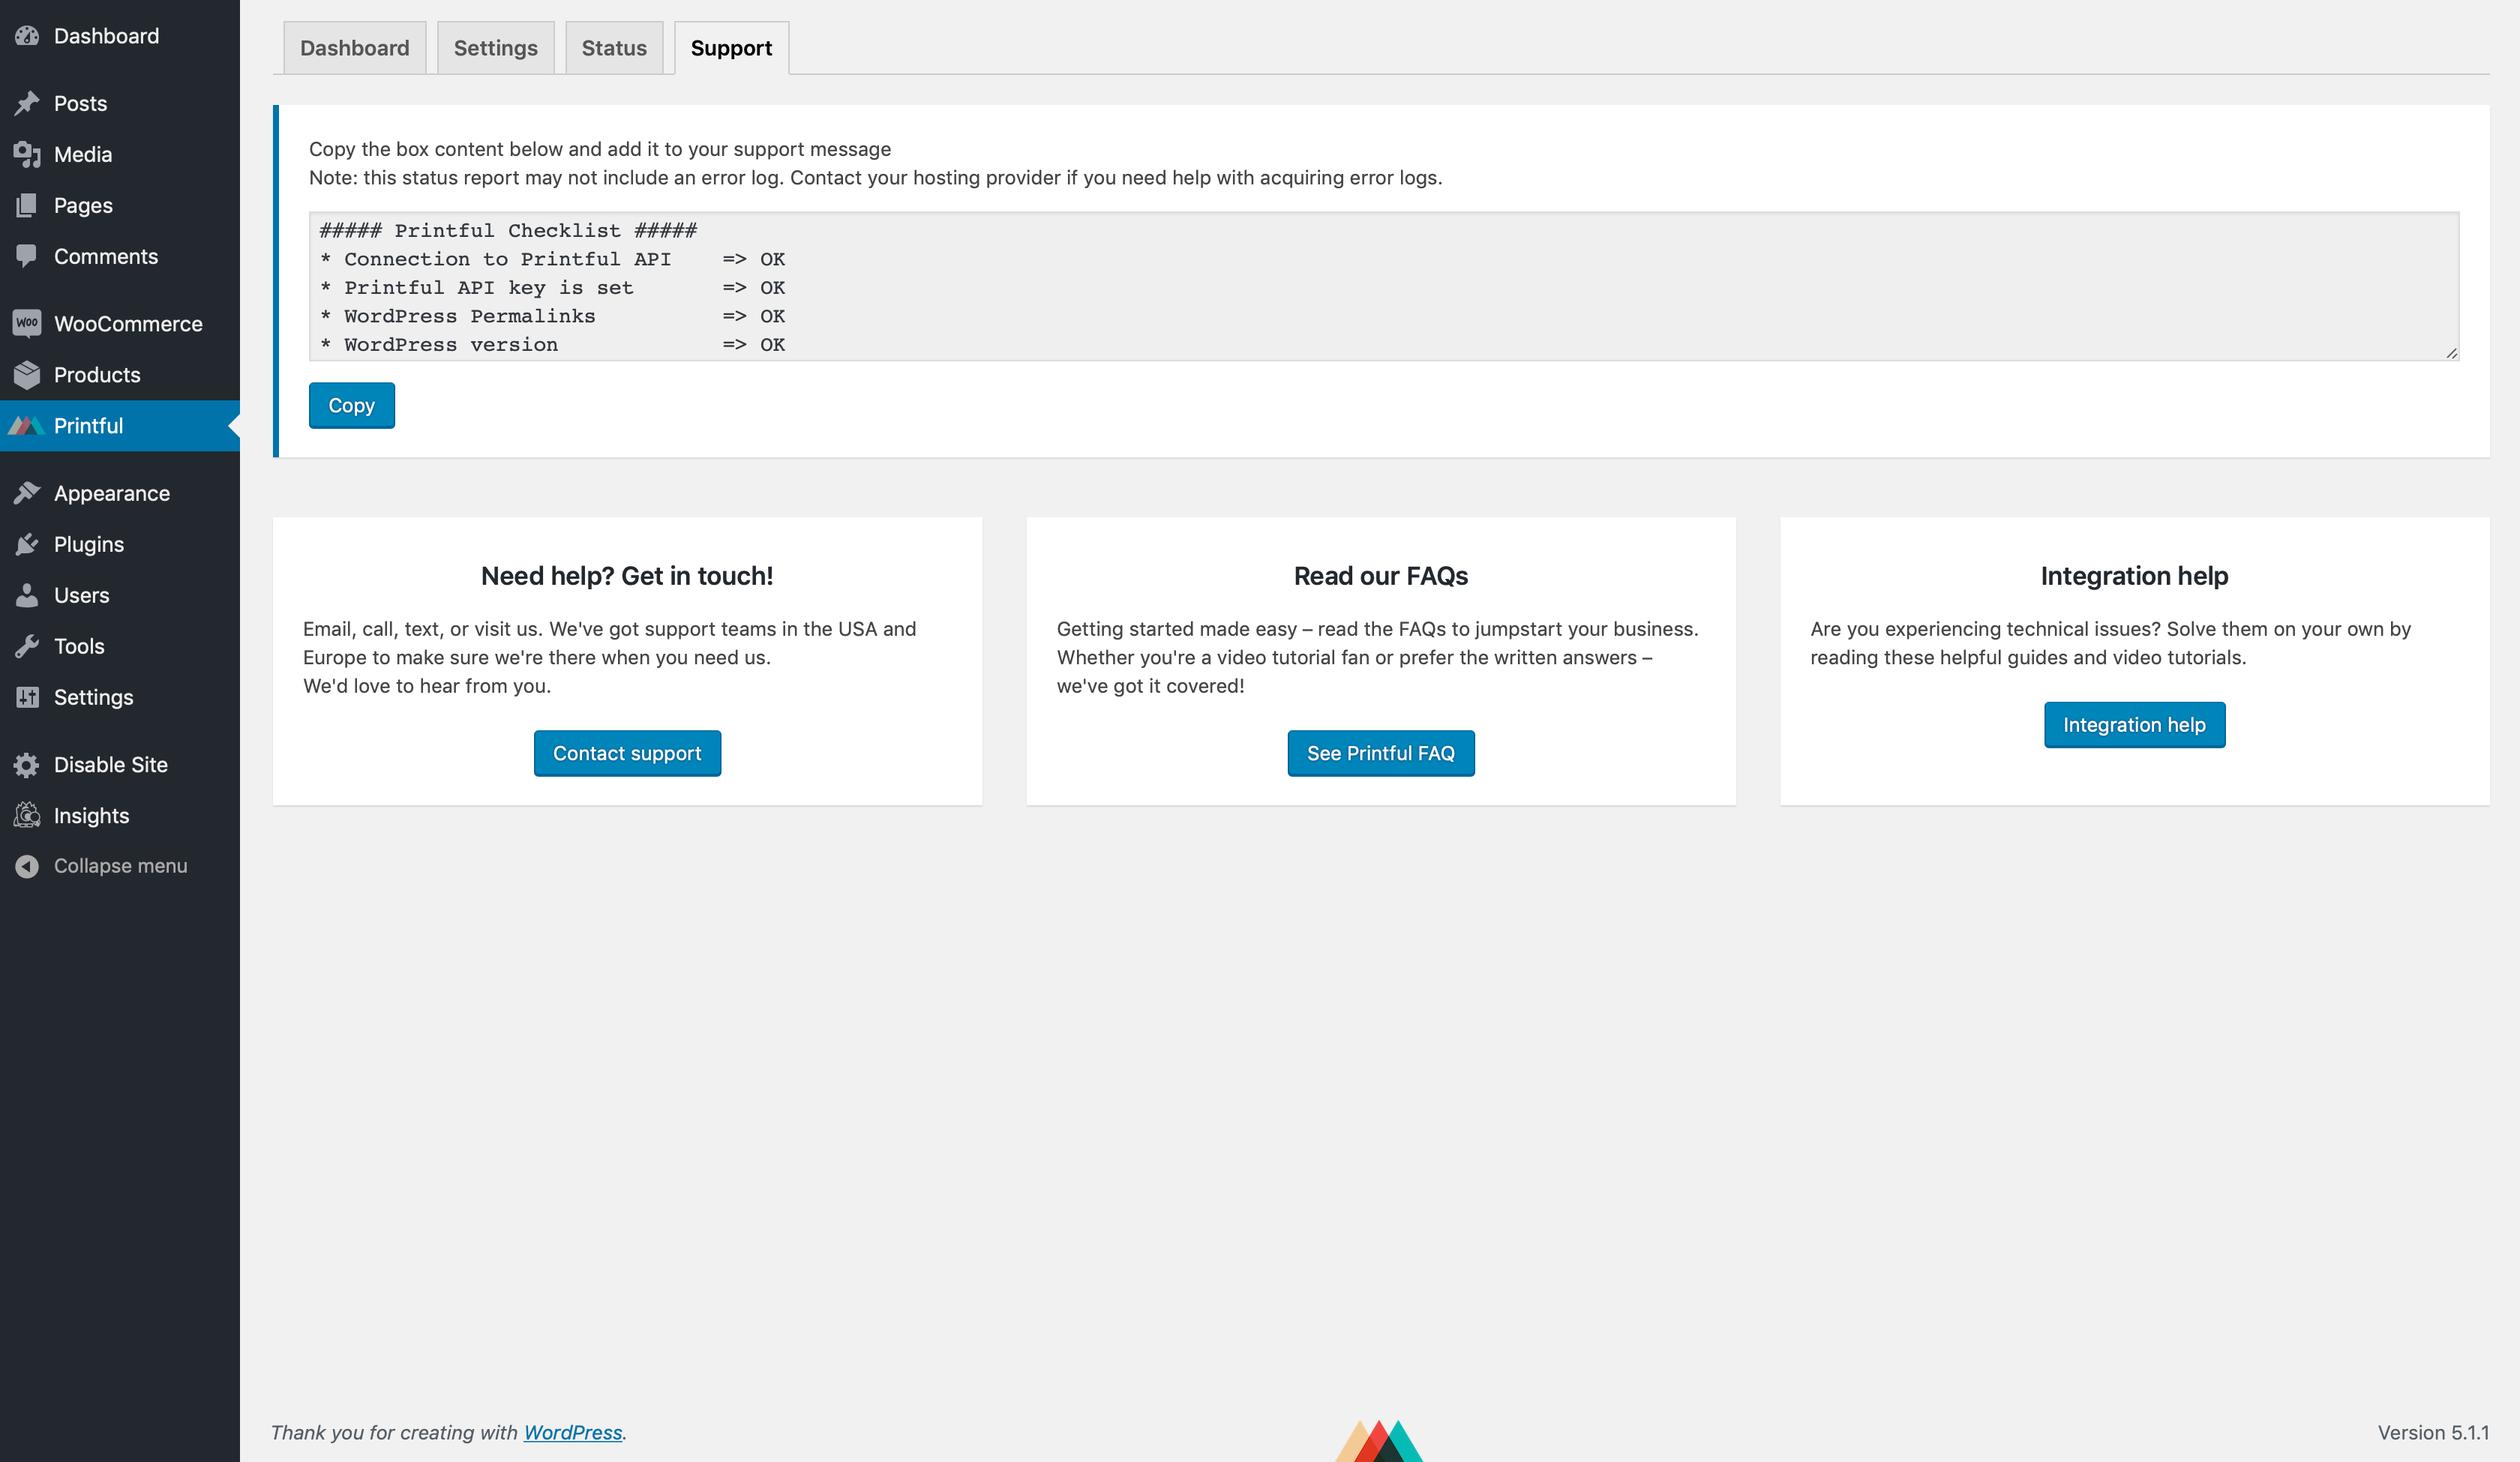 Dashboard
Posts
Media
Pages
Comments
WOO WooCommerce
Products
Printful
Appearance
Plugins
Users
Tools
Settings
Disable Site
Insights
Collapse menu
Dashboard Settings Status Support
Copy the box content below and add it to your support message
Note: this status report may not include an error log. Contact your hosting provider if you need help with acquiring error logs.
##### Printful Checklist #####
* Connection to Printful API    => OK
* Printful API key is set       => OK
* WordPress Permalinks          => OK
* WordPress version             => OK
Copy
Need help? Get in touch!
Email, call, text, or visit us. We've got support teams in the USA and
Europe to make sure we're there when you need us.
We'd love to hear from you.
Contact support
Read our FAQs
Getting started made easy – read the FAQs to jumpstart your business.
Whether you're a video tutorial fan or prefer the written answers –
we've got it covered!
See Printful FAQ
Integration help
Are you experiencing technical issues? Solve them on your own by
reading these helpful guides and video tutorials.
Integration help
Thank you for creating with WordPress.
Version 5.1.1